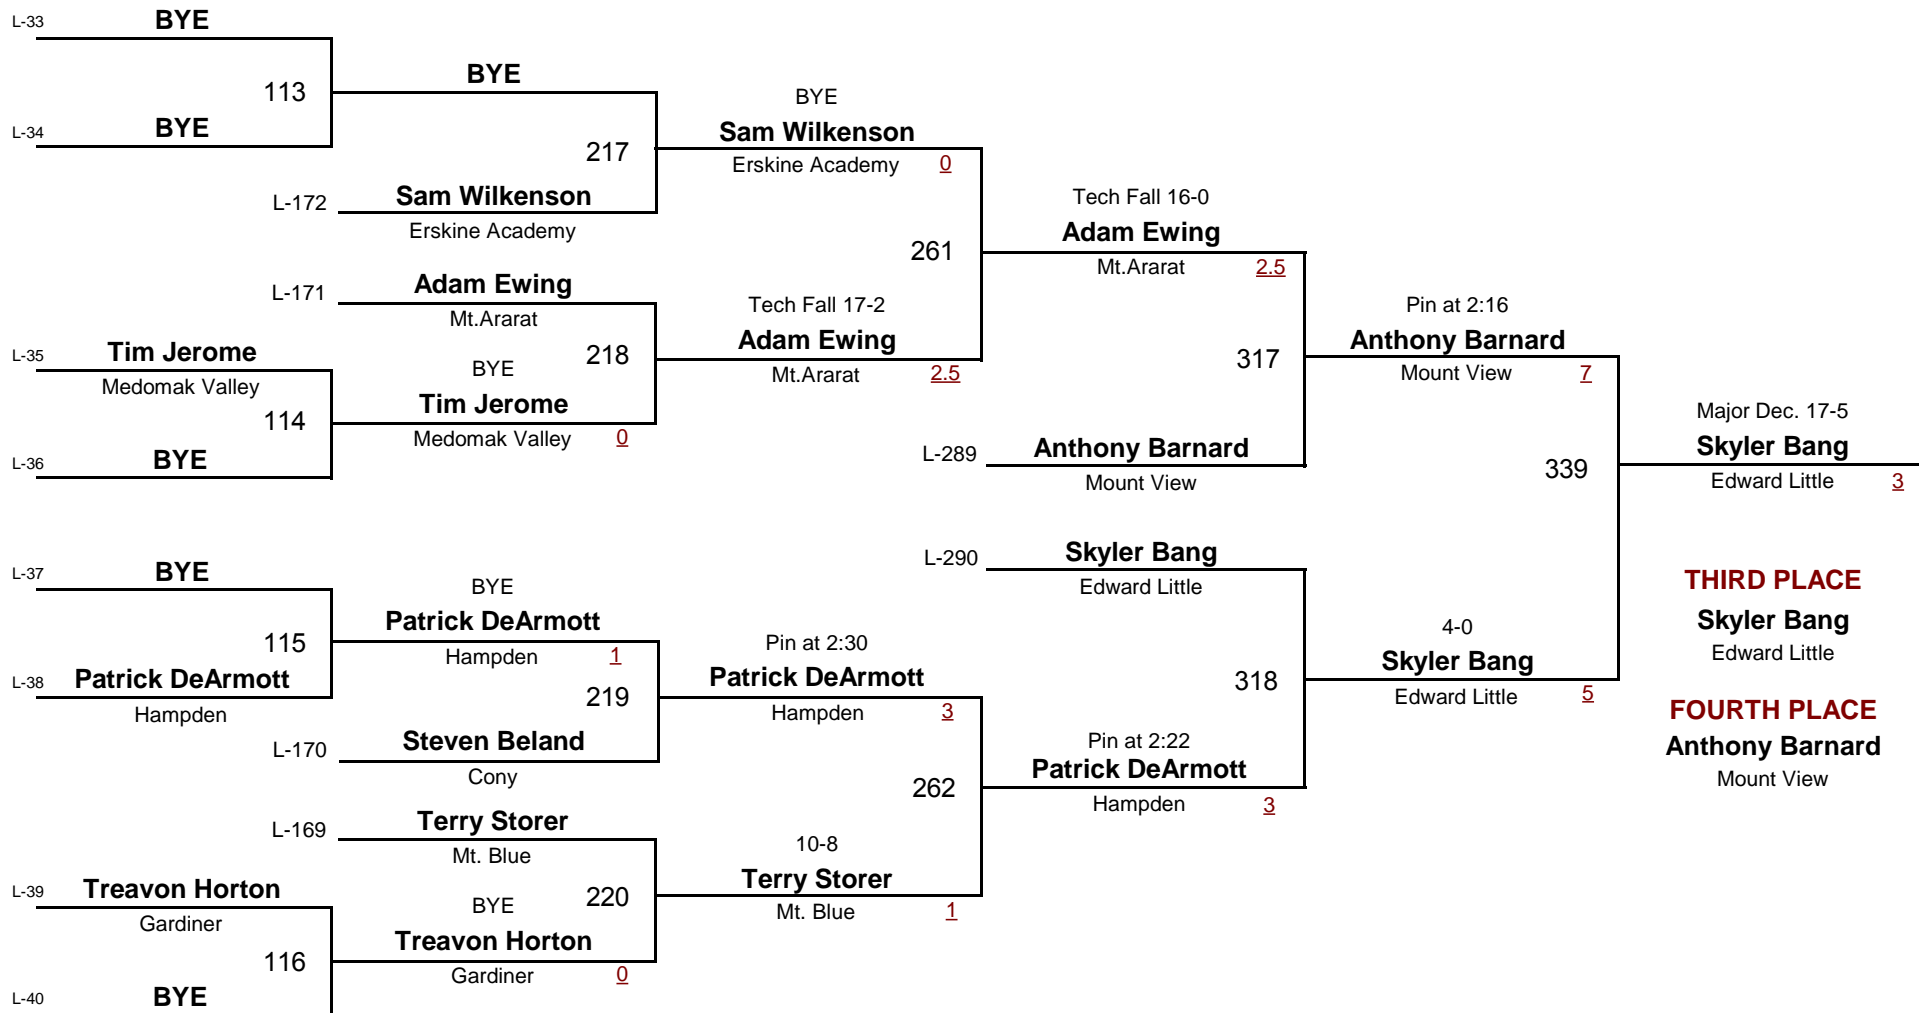 L-33 BYE
113
L-34 BYE
BYE
217
L-172 Sam Wilkenson
Erskine Academy
BYE
Sam Wilkenson
Erskine Academy 0
L-171 Adam Ewing
Mt.Ararat
L-35 Tim Jerome
Medomak Valley
114
L-36 BYE
BYE
Tim Jerome
Medomak Valley 0
218
Tech Fall 17-2
Adam Ewing
Mt.Ararat 2.5
261
Tech Fall 16-0
Adam Ewing
Mt.Ararat 2.5
317
L-289 Anthony Barnard
Mount View
Pin at 2:16
Anthony Barnard
Mount View 7
339
Major Dec. 17-5
Skyler Bang
Edward Little 3
L-37 BYE
115
L-38 Patrick DeArmott
Hampden
BYE
Patrick DeArmott
Hampden 1
219
L-170 Steven Beland
Cony
Pin at 2:30
Patrick DeArmott
Hampden 3
L-169 Terry Storer
Mt. Blue
L-39 Treavon Horton
Gardiner
116
L-40 BYE
BYE
Treavon Horton
Gardiner 0
220
10-8
Terry Storer
Mt. Blue 1
262
Pin at 2:22
Patrick DeArmott
Hampden 3
L-290 Skyler Bang
Edward Little
318
4-0
Skyler Bang
Edward Little 5
THIRD PLACE
Skyler Bang
Edward Little
FOURTH PLACE
Anthony Barnard
Mount View